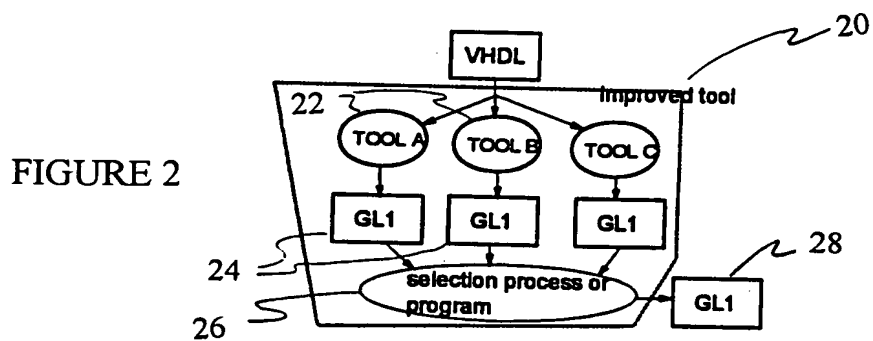 20
VHDL
improved tool
22
TOOL A
TOOL B
TOOL C
FIGURE 2
GL1
GL1
GL1
24
28
selection process or
program
GL1
26